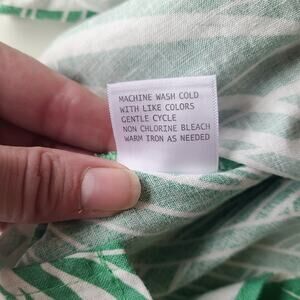 MACHINE WASH COLD
WITH LIKE COLORS
GENTLE CYCLE
NON CHLORINE BLEACH
WARM IRON AS NEEDED